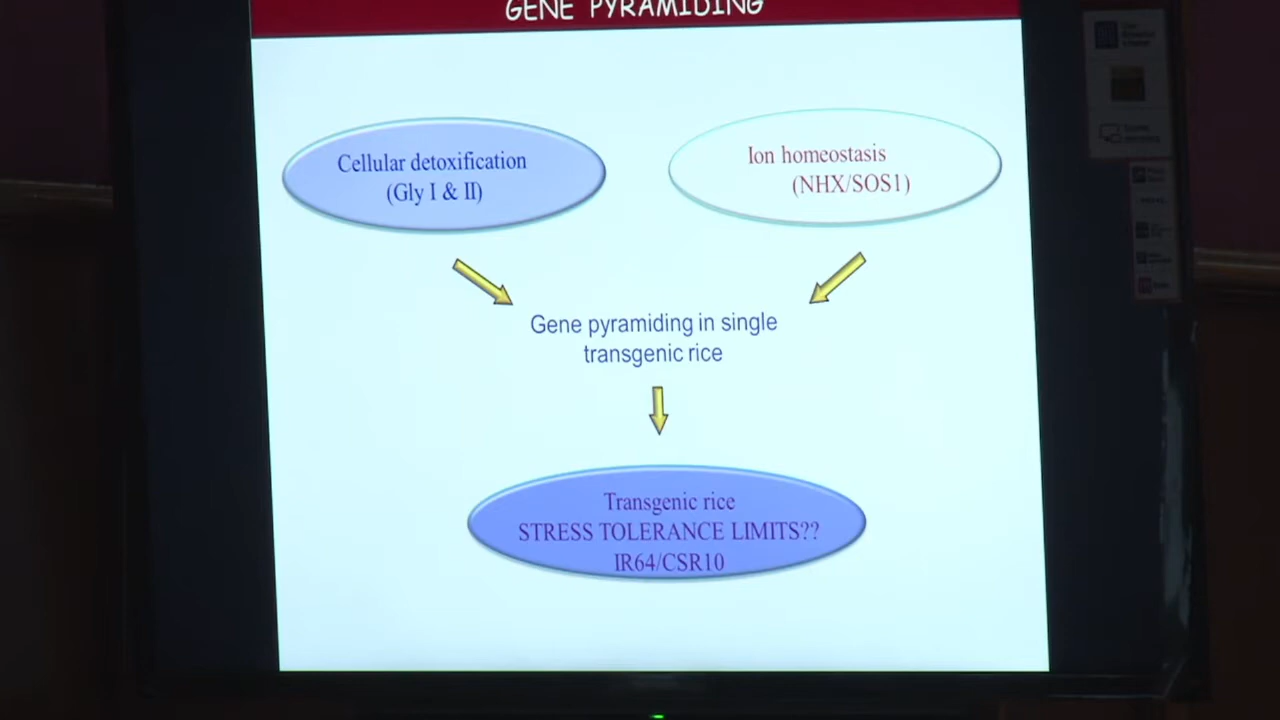 GENE PYRAMIDING
Cellular detoxification
(Gly I & II)
Ion homeostasis
(NHX/SOS1)
Gene pyramiding in single
transgenic rice
Transgenic rice
STRESS TOLERANCE LIMITS??
IR64/CSR10